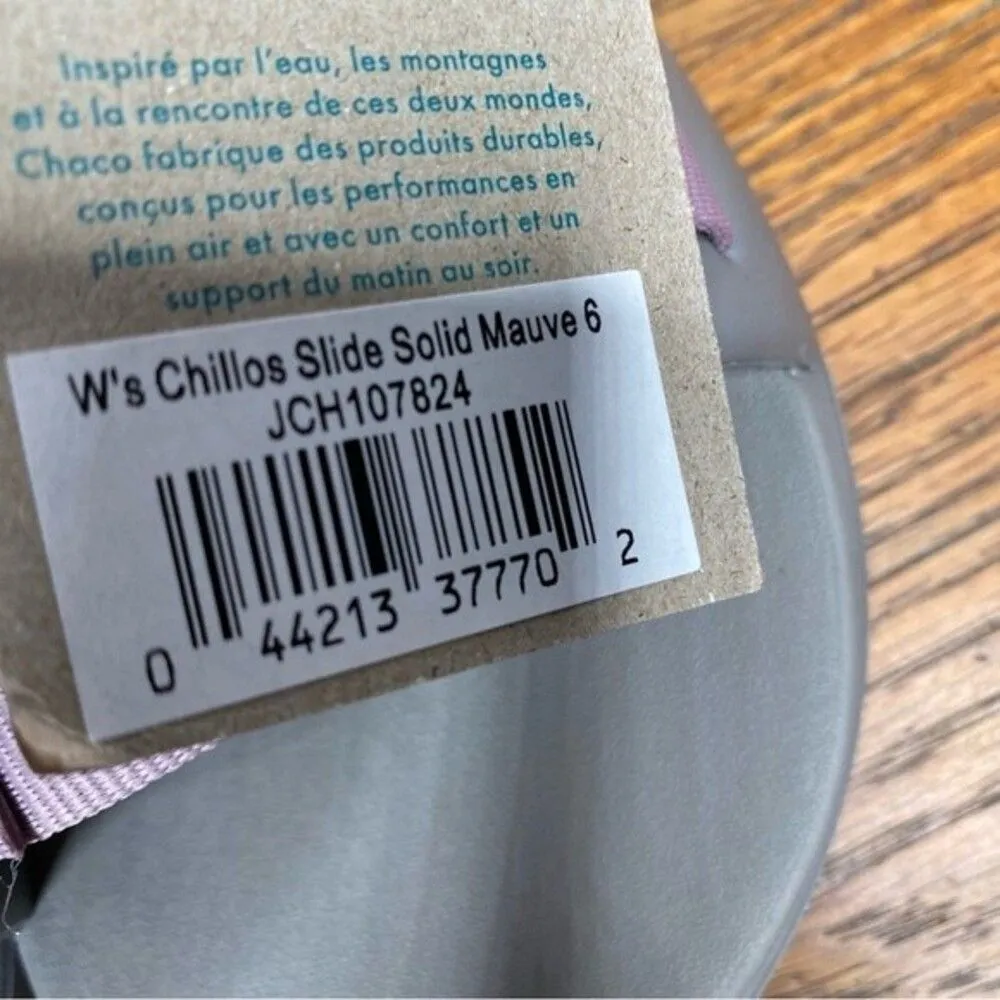 Inspiré par l'eau, les montagnes
et à la rencontre de ces deux mondes,
Chaco fabrique des produits durables,
conçus pour les performances en
plein air et avec un confort et un
support du matin au soir.
W's Chillos Slide Solid Mauve 6
JCH107824
0 44213 37770 2